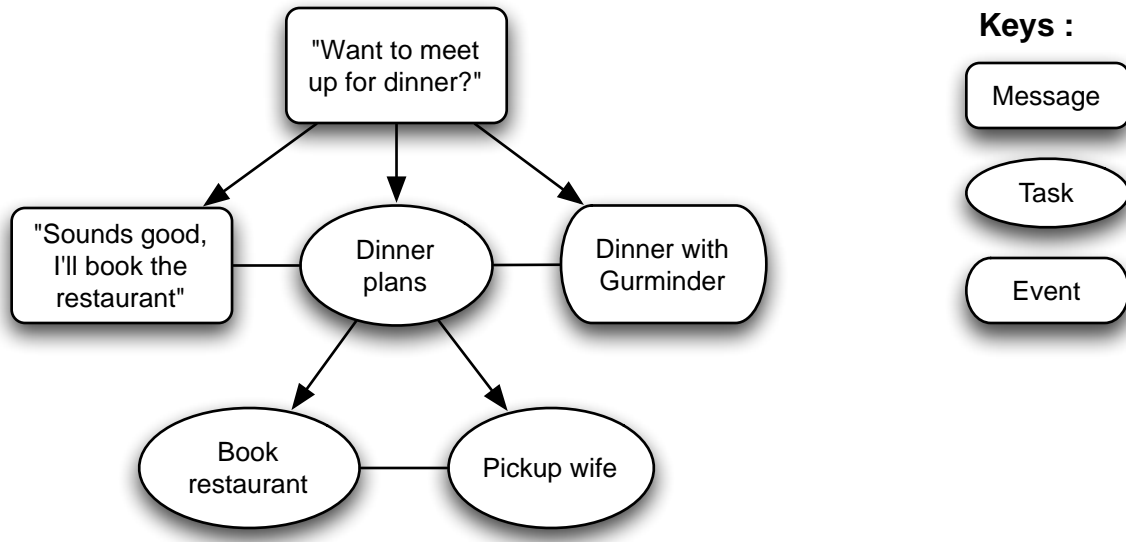 "Want to meet
up for dinner?"
"Sounds good,
I'll book the
restaurant"
Dinner
plans
Dinner with
Gurminder
Book
restaurant
Pickup wife
Keys :
Message
Task
Event